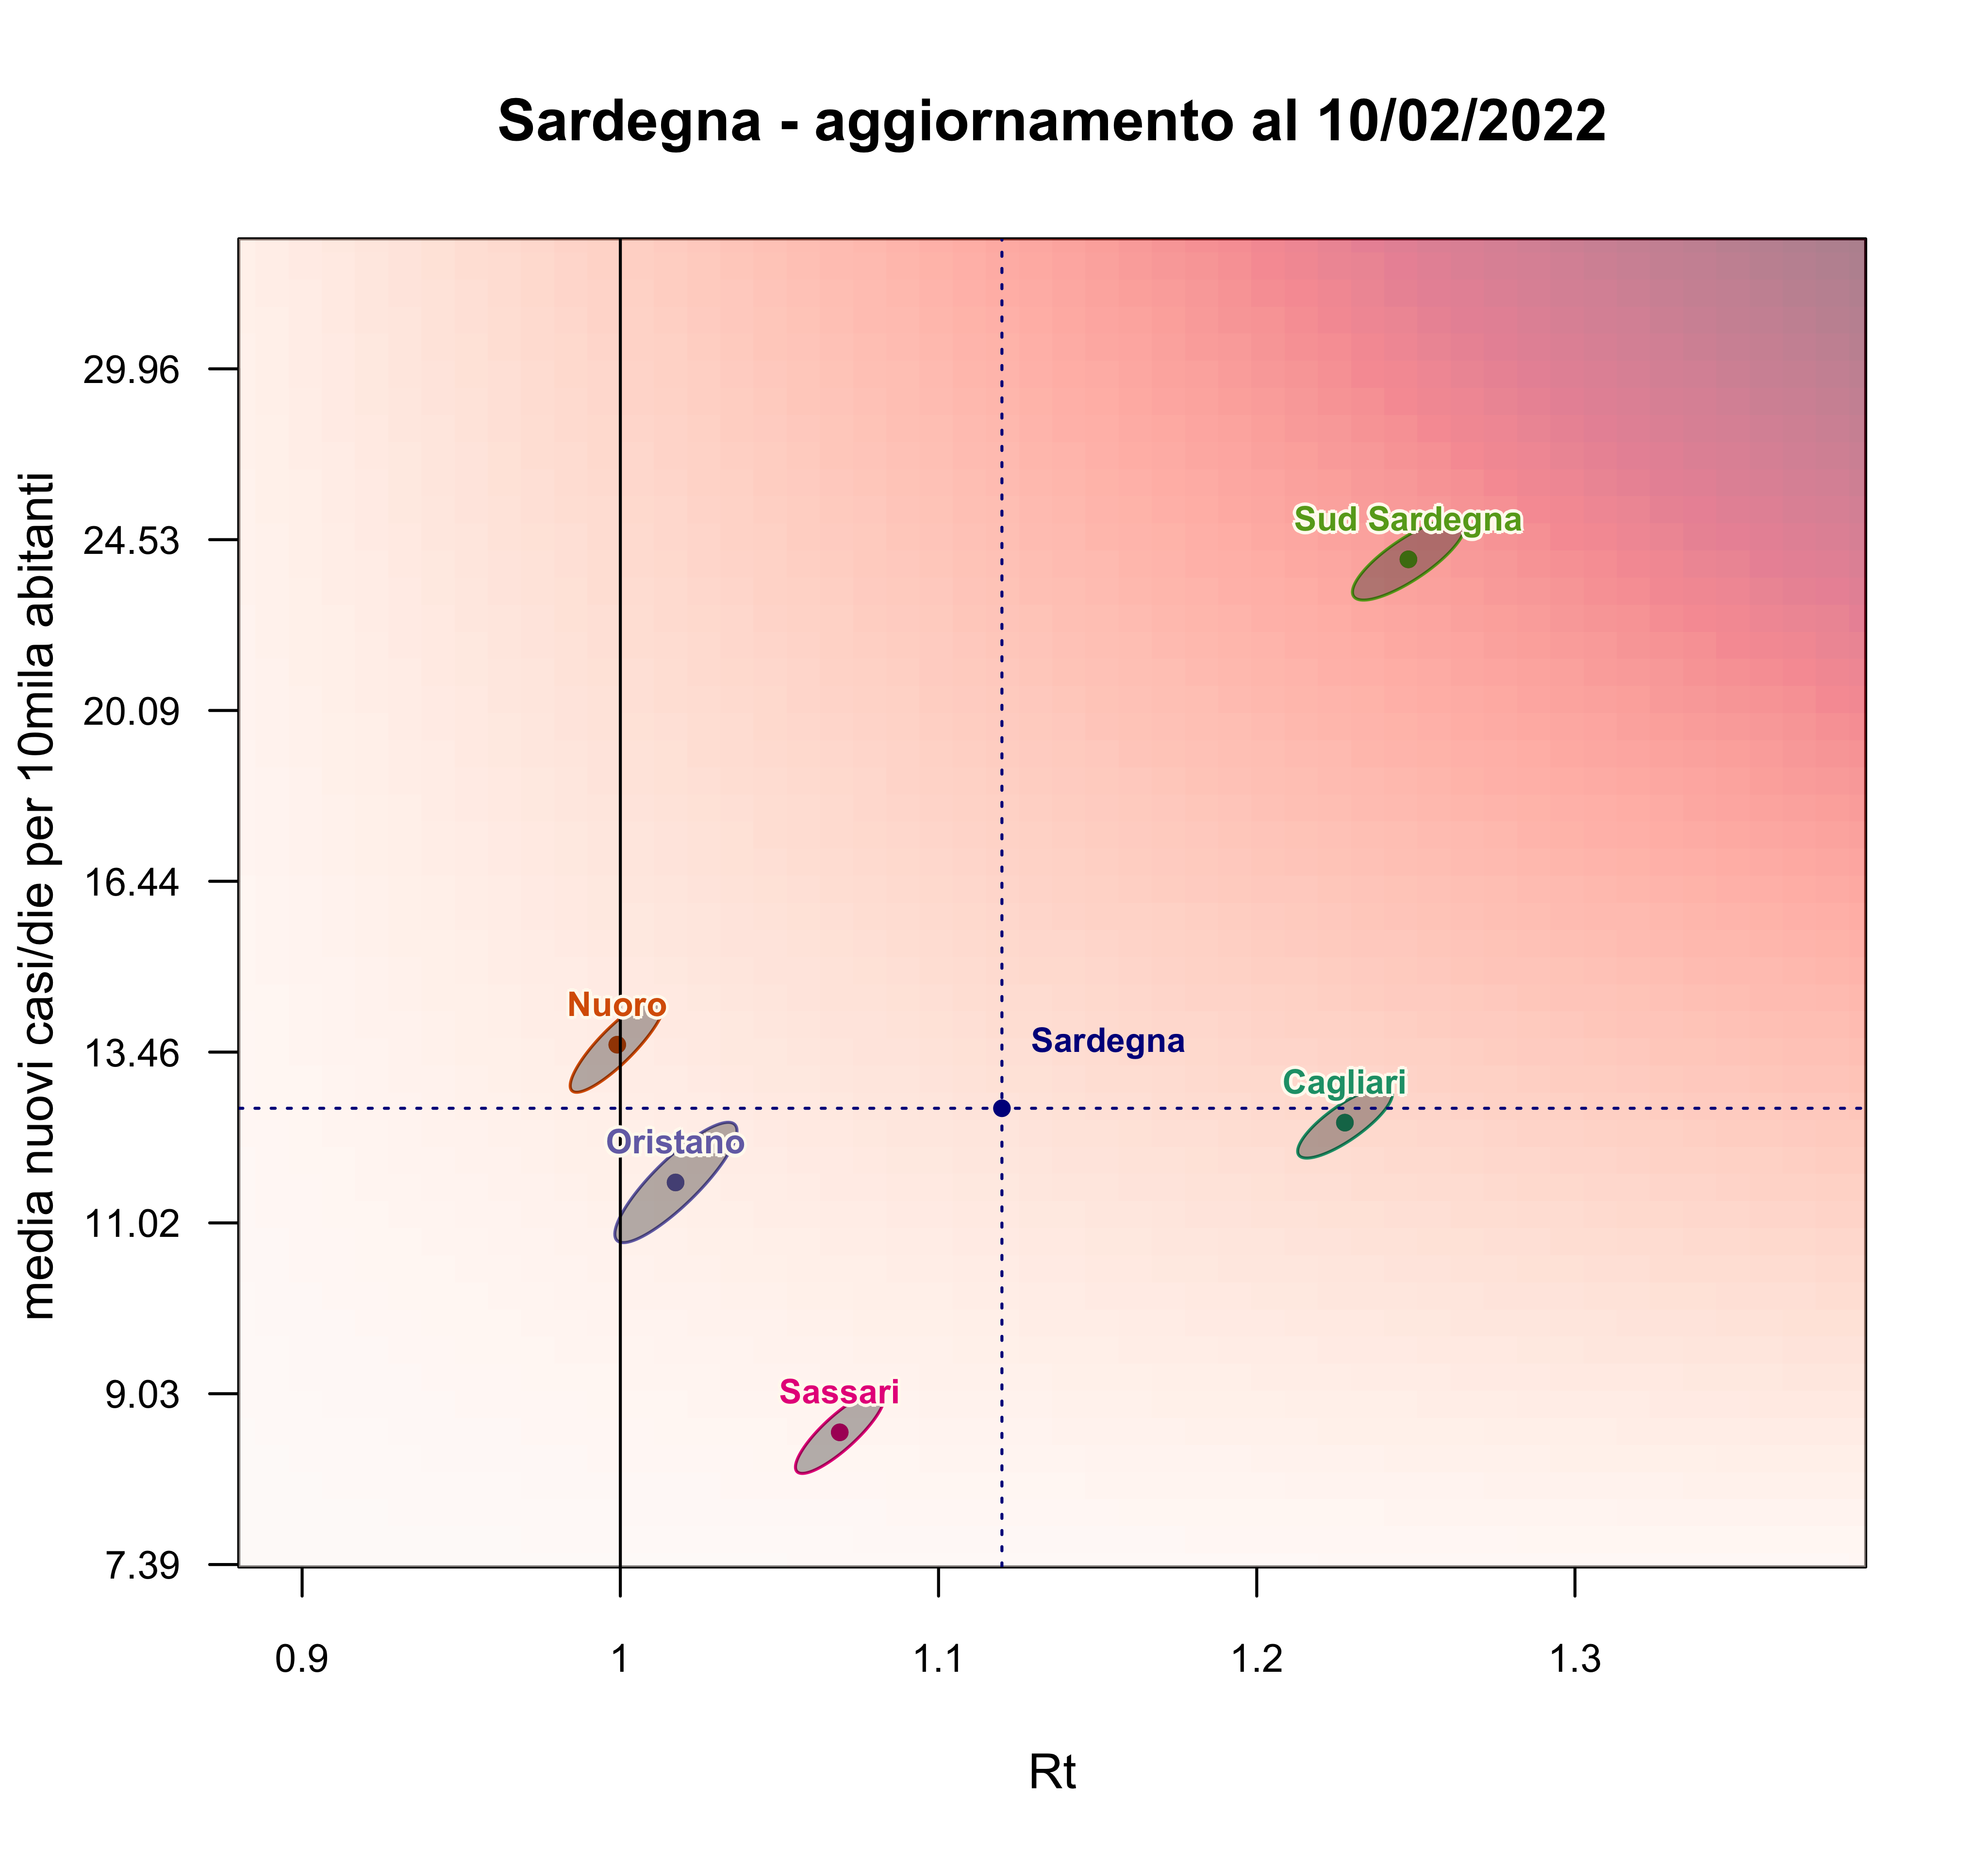 Sardegna - aggiornamento al 10/02/2022
media nuovi casi/die per 10mila abitanti
29.96
24.53
20.09
16.44
13.46
11.02
9.03
7.39
Sud Sardegna
Nuoro
Sardegna
Cagliari
Oristano
Sassari
0.9
1
1.1
1.2
1.3
Rt